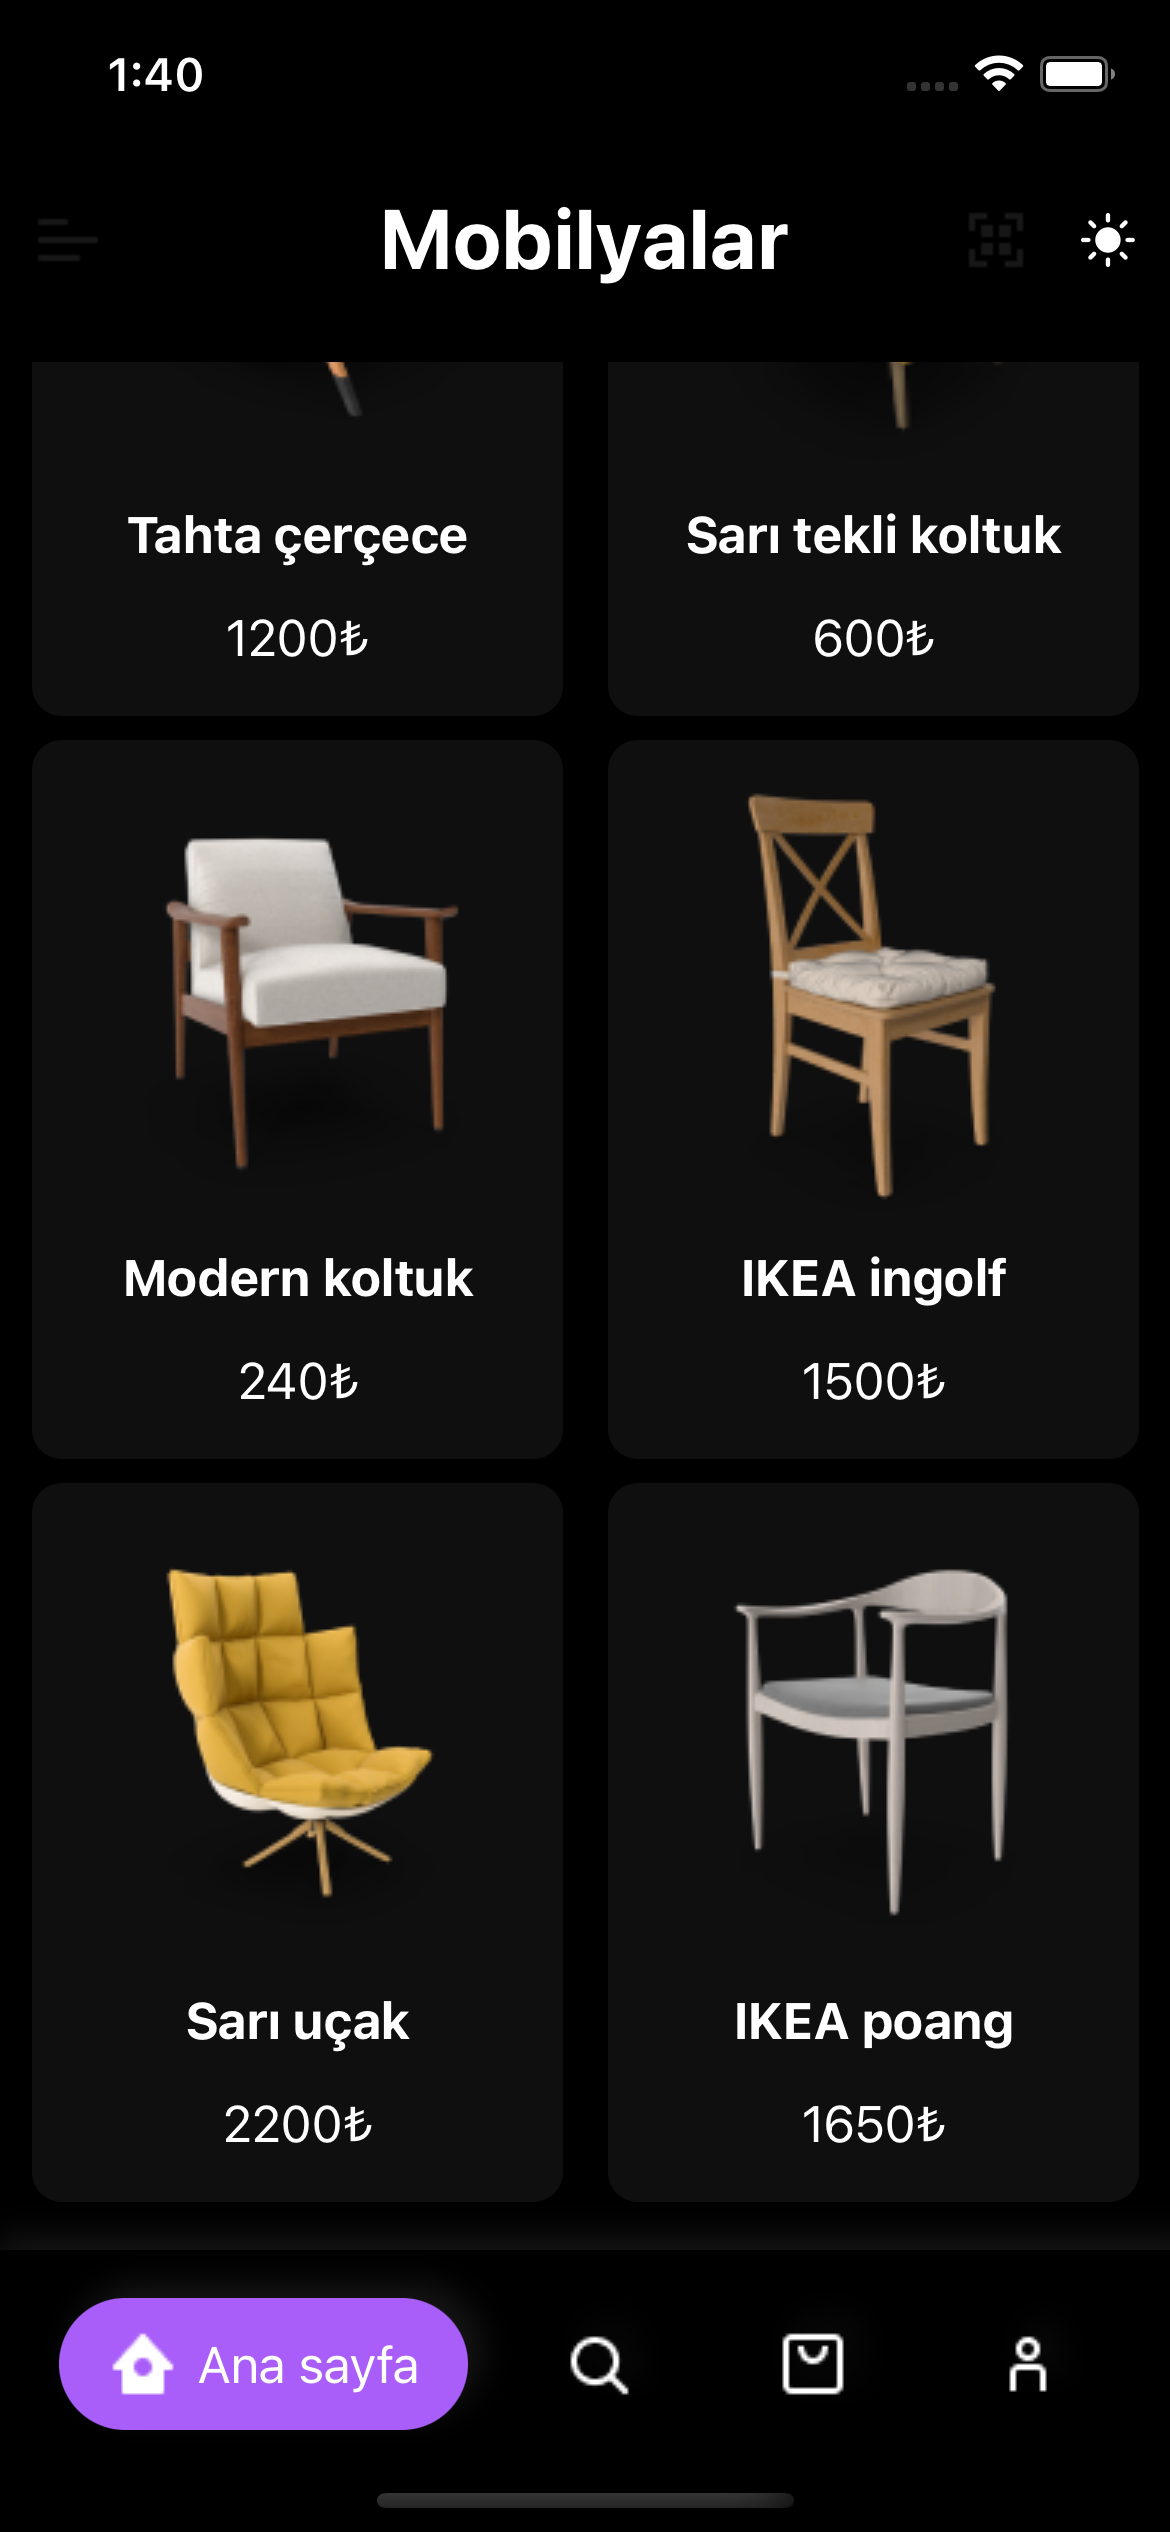 1:40
Mobilyalar
Tahta çerçece
Sarı tekli koltuk
1200₺
600₺
Modern koltuk
IKEA ingolf
240₺
1500₺
Sarı uçak
IKEA poang
2200₺
1650₺
Ana sayfa